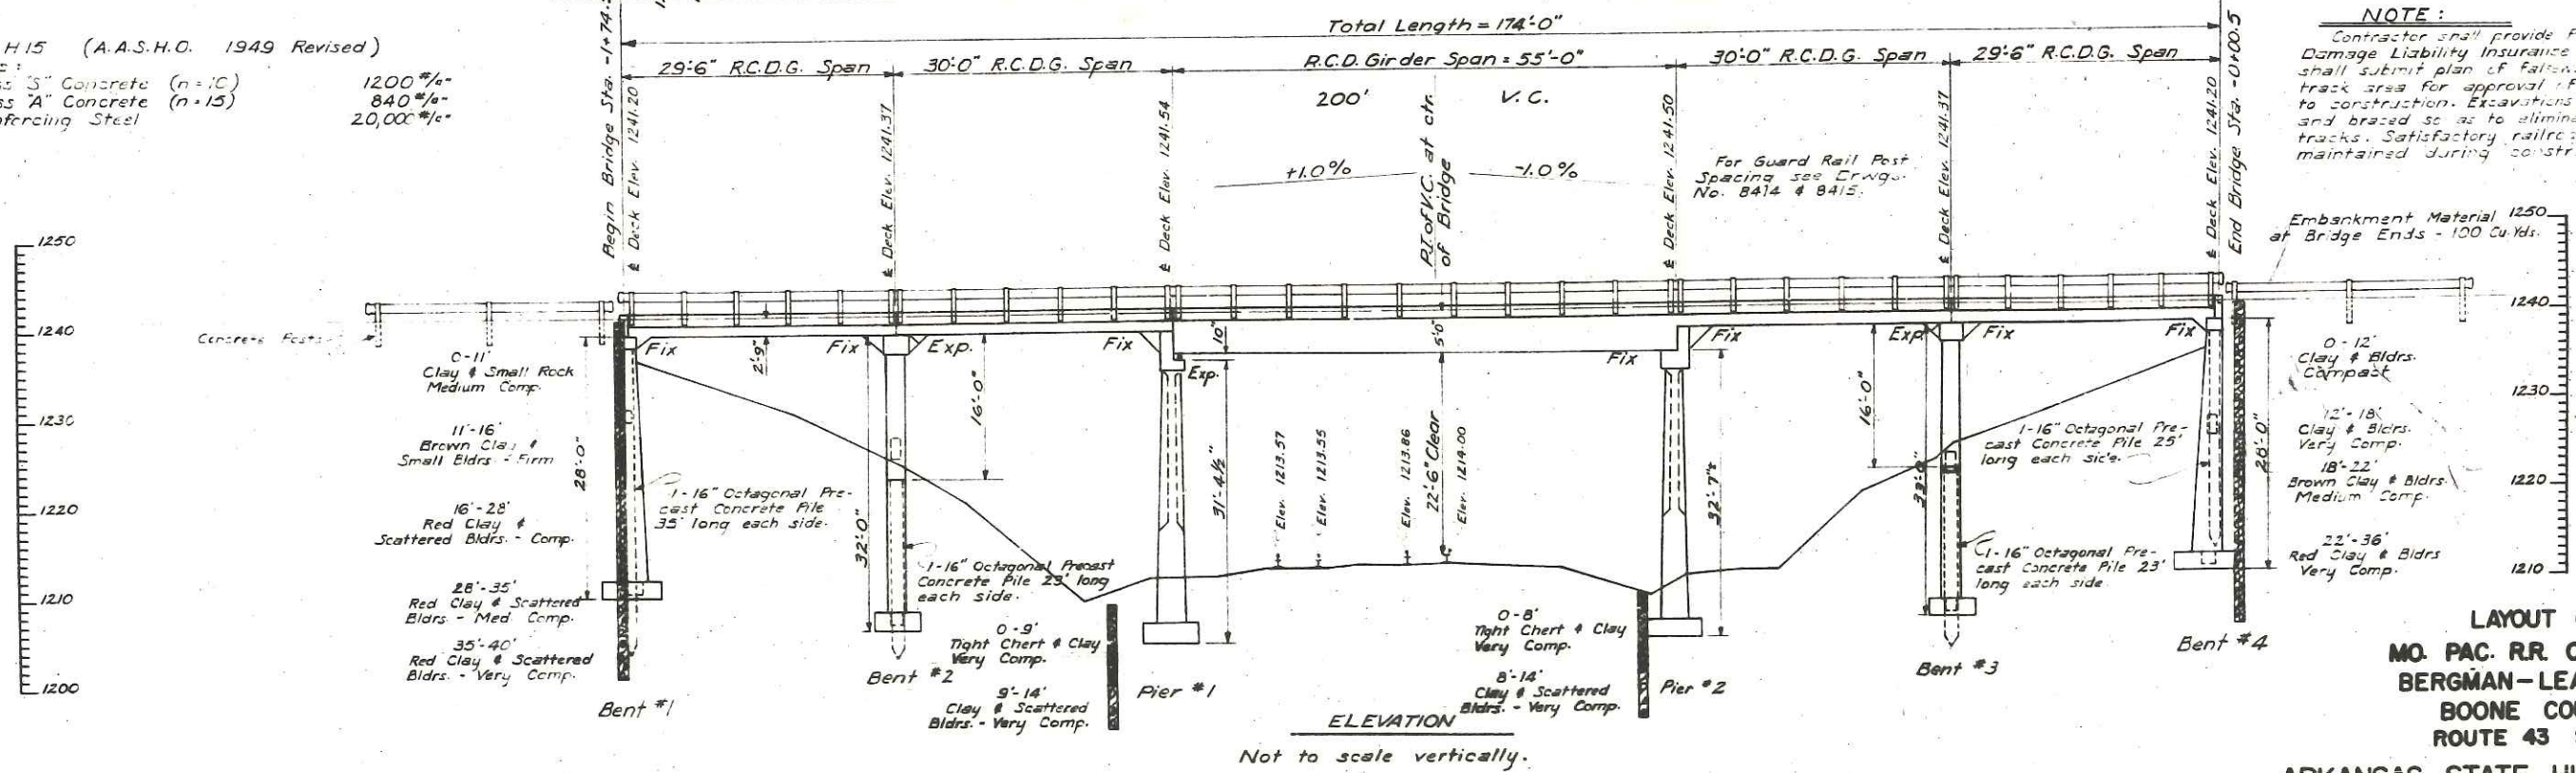 Total Length = 174'-0"
29'-6" R.C.D.G. Span
30'-0" R.C.D.G. Span
R.C.D. Girder Span = 55'-0"
30'-0" R.C.D.G. Span
29'-6" R.C.D.G. Span
H15 (A.A.S.H.O. 1949 Revised)
"S" Concrete (n=10) 1200 #/□"
"A" Concrete (n=15) 840 #/□"
Steel 20,000 #/□"
NOTE:
Contractor shall provide
Damage Liability Insurance
shall submit plan of
track area for approval
to construction. Excavations
and braced so as to
tracks. Satisfactory
maintained during
Begin Bridge Sta. -1+74.
₵ Deck Elev. 1241.20
₵ Deck Elev. 1241.37
₵ Deck Elev. 1241.54
200' V.C.
+1.0% -1.0%
P.I. of V.C. at ctr.
of Bridge
₵ Deck Elev. 1241.50
For Guard Rail Post
Spacing see Drwgs.
No. 8414 & 8415.
₵ Deck Elev. 1241.37
₵ Deck Elev. 1241.20
End Bridge Sta. -0+00.5
Embankment Material
at Bridge Ends - 100 Cu.Yds.
1250
1240
1230
1220
1210
1200
1250
1240
1230
1220
1210
Concrete Posts
Fix
Fix
Exp.
Fix
Exp.
Fix
Fix
Exp.
Fix
Fix
2'-9"
10"
5'-0"
16'-0"
16'-0"
28'-0"
32'-0"
31'-4½"
22'-6" Clear
28'-0"
Elev. 1213.57
Elev. 1213.55
Elev. 1213.86
Elev. 1214.00
0-11'
Clay & Small Rock
Medium Comp.
11'-16'
Brown Clay &
Small Bldrs - Firm
16'-28'
Red Clay &
Scattered Bldrs. - Comp.
28'-35'
Red Clay & Scattered
Bldrs. - Med. Comp.
35'-40'
Red Clay & Scattered
Bldrs. - Very Comp.
1-16" Octagonal Pre-
cast Concrete Pile
35' long each side.
1-16" Octagonal Precast
Concrete Pile 23' long
each side.
0-9'
Tight Chert & Clay
Very Comp.
9'-14'
Clay & Scattered
Bldrs. - Very Comp.
0-8'
Tight Chert & Clay
Very Comp.
8'-14'
Clay & Scattered
Bldrs. - Very Comp.
1-16" Octagonal Pre-
cast Concrete Pile 25'
long each side.
1-16" Octagonal Pre-
cast Concrete Pile 23'
long each side.
0-12'
Clay & Bldrs.
Compact
12'-18'
Clay & Bldrs.
Very Comp.
18'-22'
Brown Clay & Bldrs.
Medium Comp.
22'-36'
Red Clay & Bldrs
Very Comp.
Bent #1
Bent #2
Pier #1
Pier #2
Bent #3
Bent #4
ELEVATION
Not to scale vertically.
LAYOUT
MO. PAC. R.R.
BERGMAN-
BOONE
ROUTE 43
ARKANSAS STATE